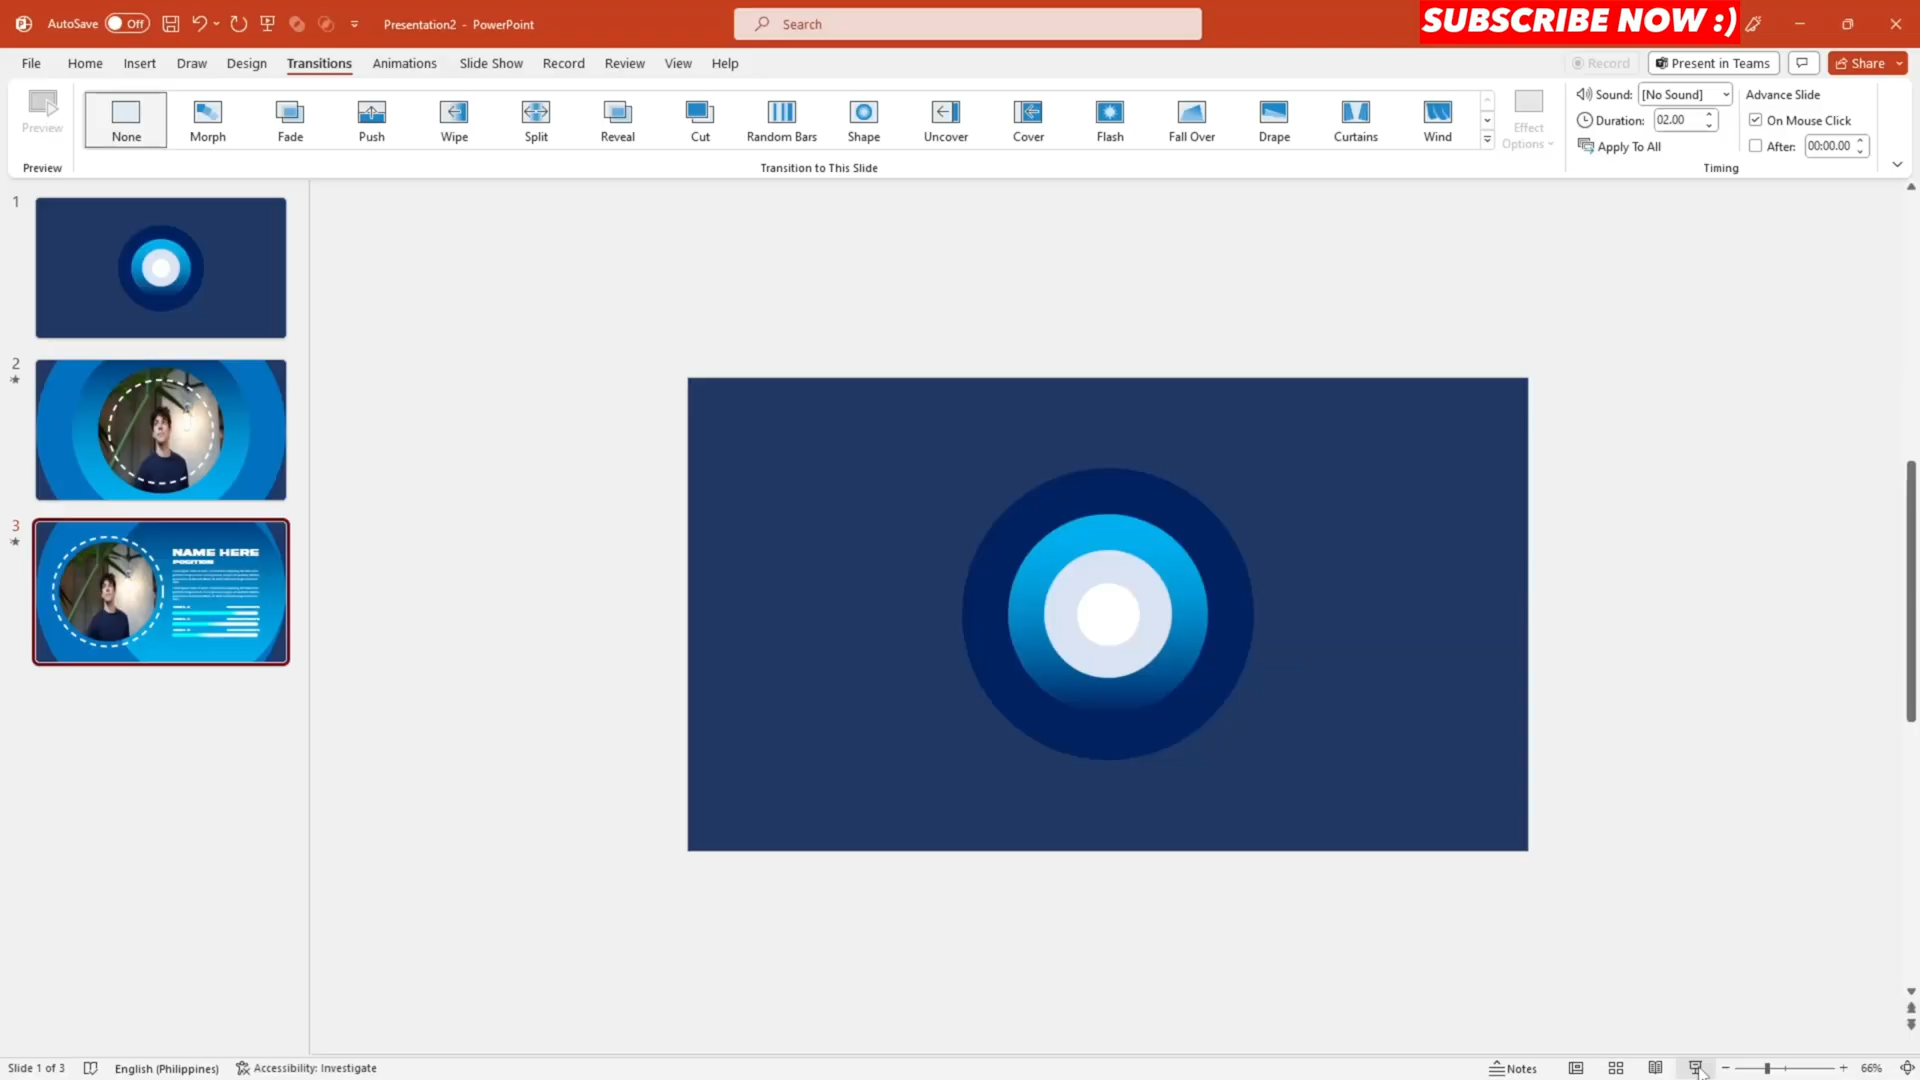 AutoSave Off Presentation2 - PowerPoint Search SUBSCRIBE NOW :)
File Home Insert Draw Design Transitions Animations Slide Show Record Review View Help Record Present in Teams Share
Preview None Morph Fade Push Wipe Split Reveal Cut Random Bars Shape Uncover Cover Flash Fall Over Drape Curtains Wind Effect Options
Sound: [No Sound] Advance Slide
Duration: 02.00 On Mouse Click
Apply To All After: 00:00.00
Preview Transition to This Slide Timing
1
2
3
NAME HERE
POSITION
Slide 1 of 3 English (Philippines) Accessibility: Investigate Notes 66%